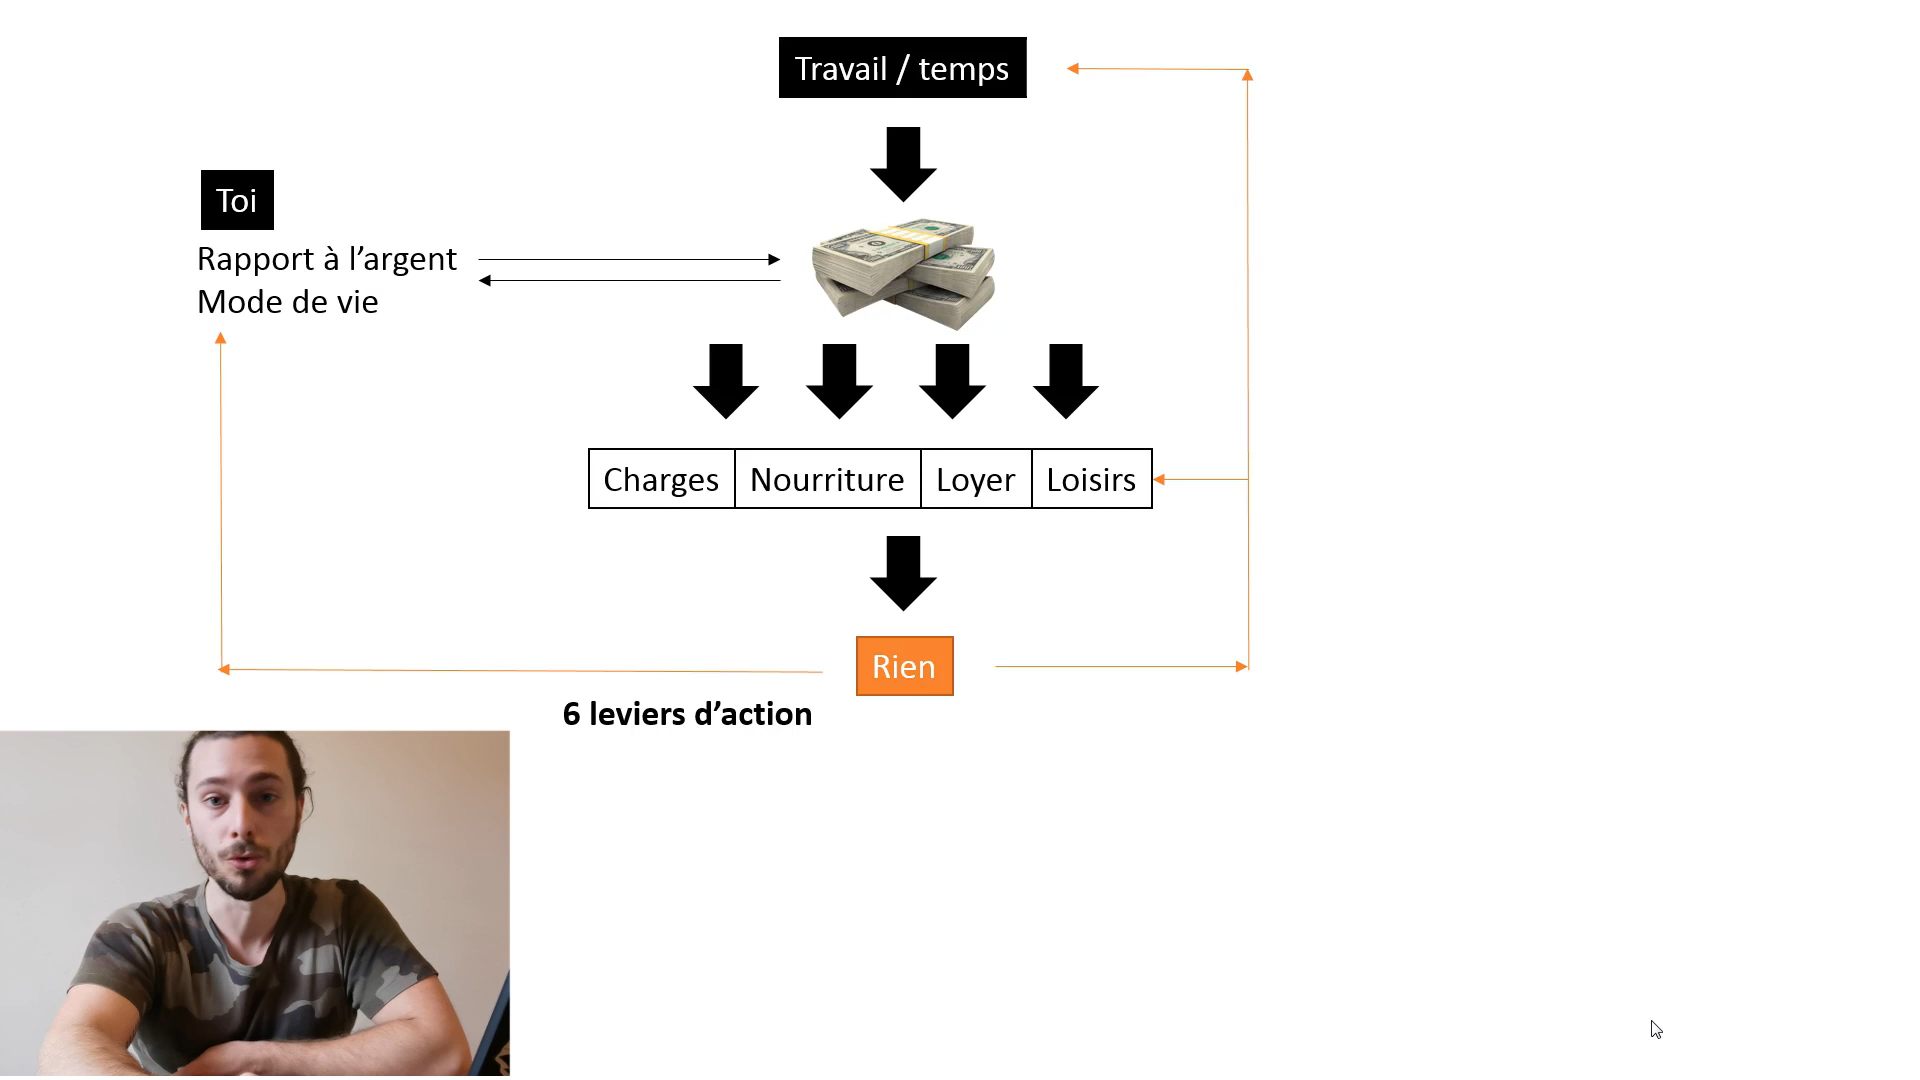 Travail / temps
Toi
Rapport à l’argent
Mode de vie
Charges
Nourriture
Loyer
Loisirs
Rien
6 leviers d’action